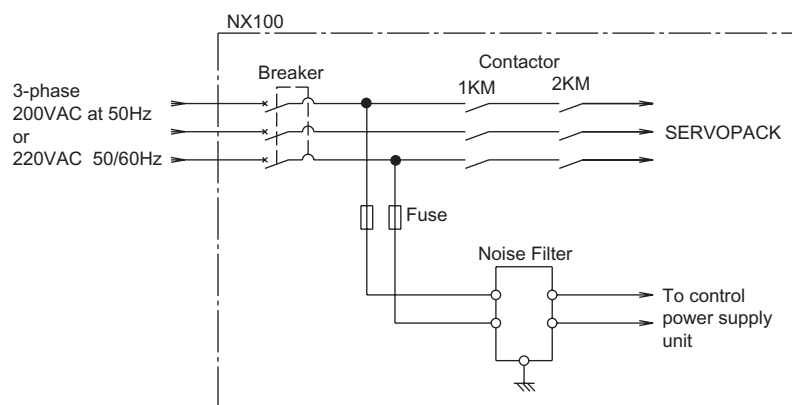 NX100
Contactor
Breaker
1KM
2KM
3-phase
200VAC at 50Hz
or
220VAC 50/60Hz
SERVOPACK
Fuse
Noise Filter
To control
power supply
unit